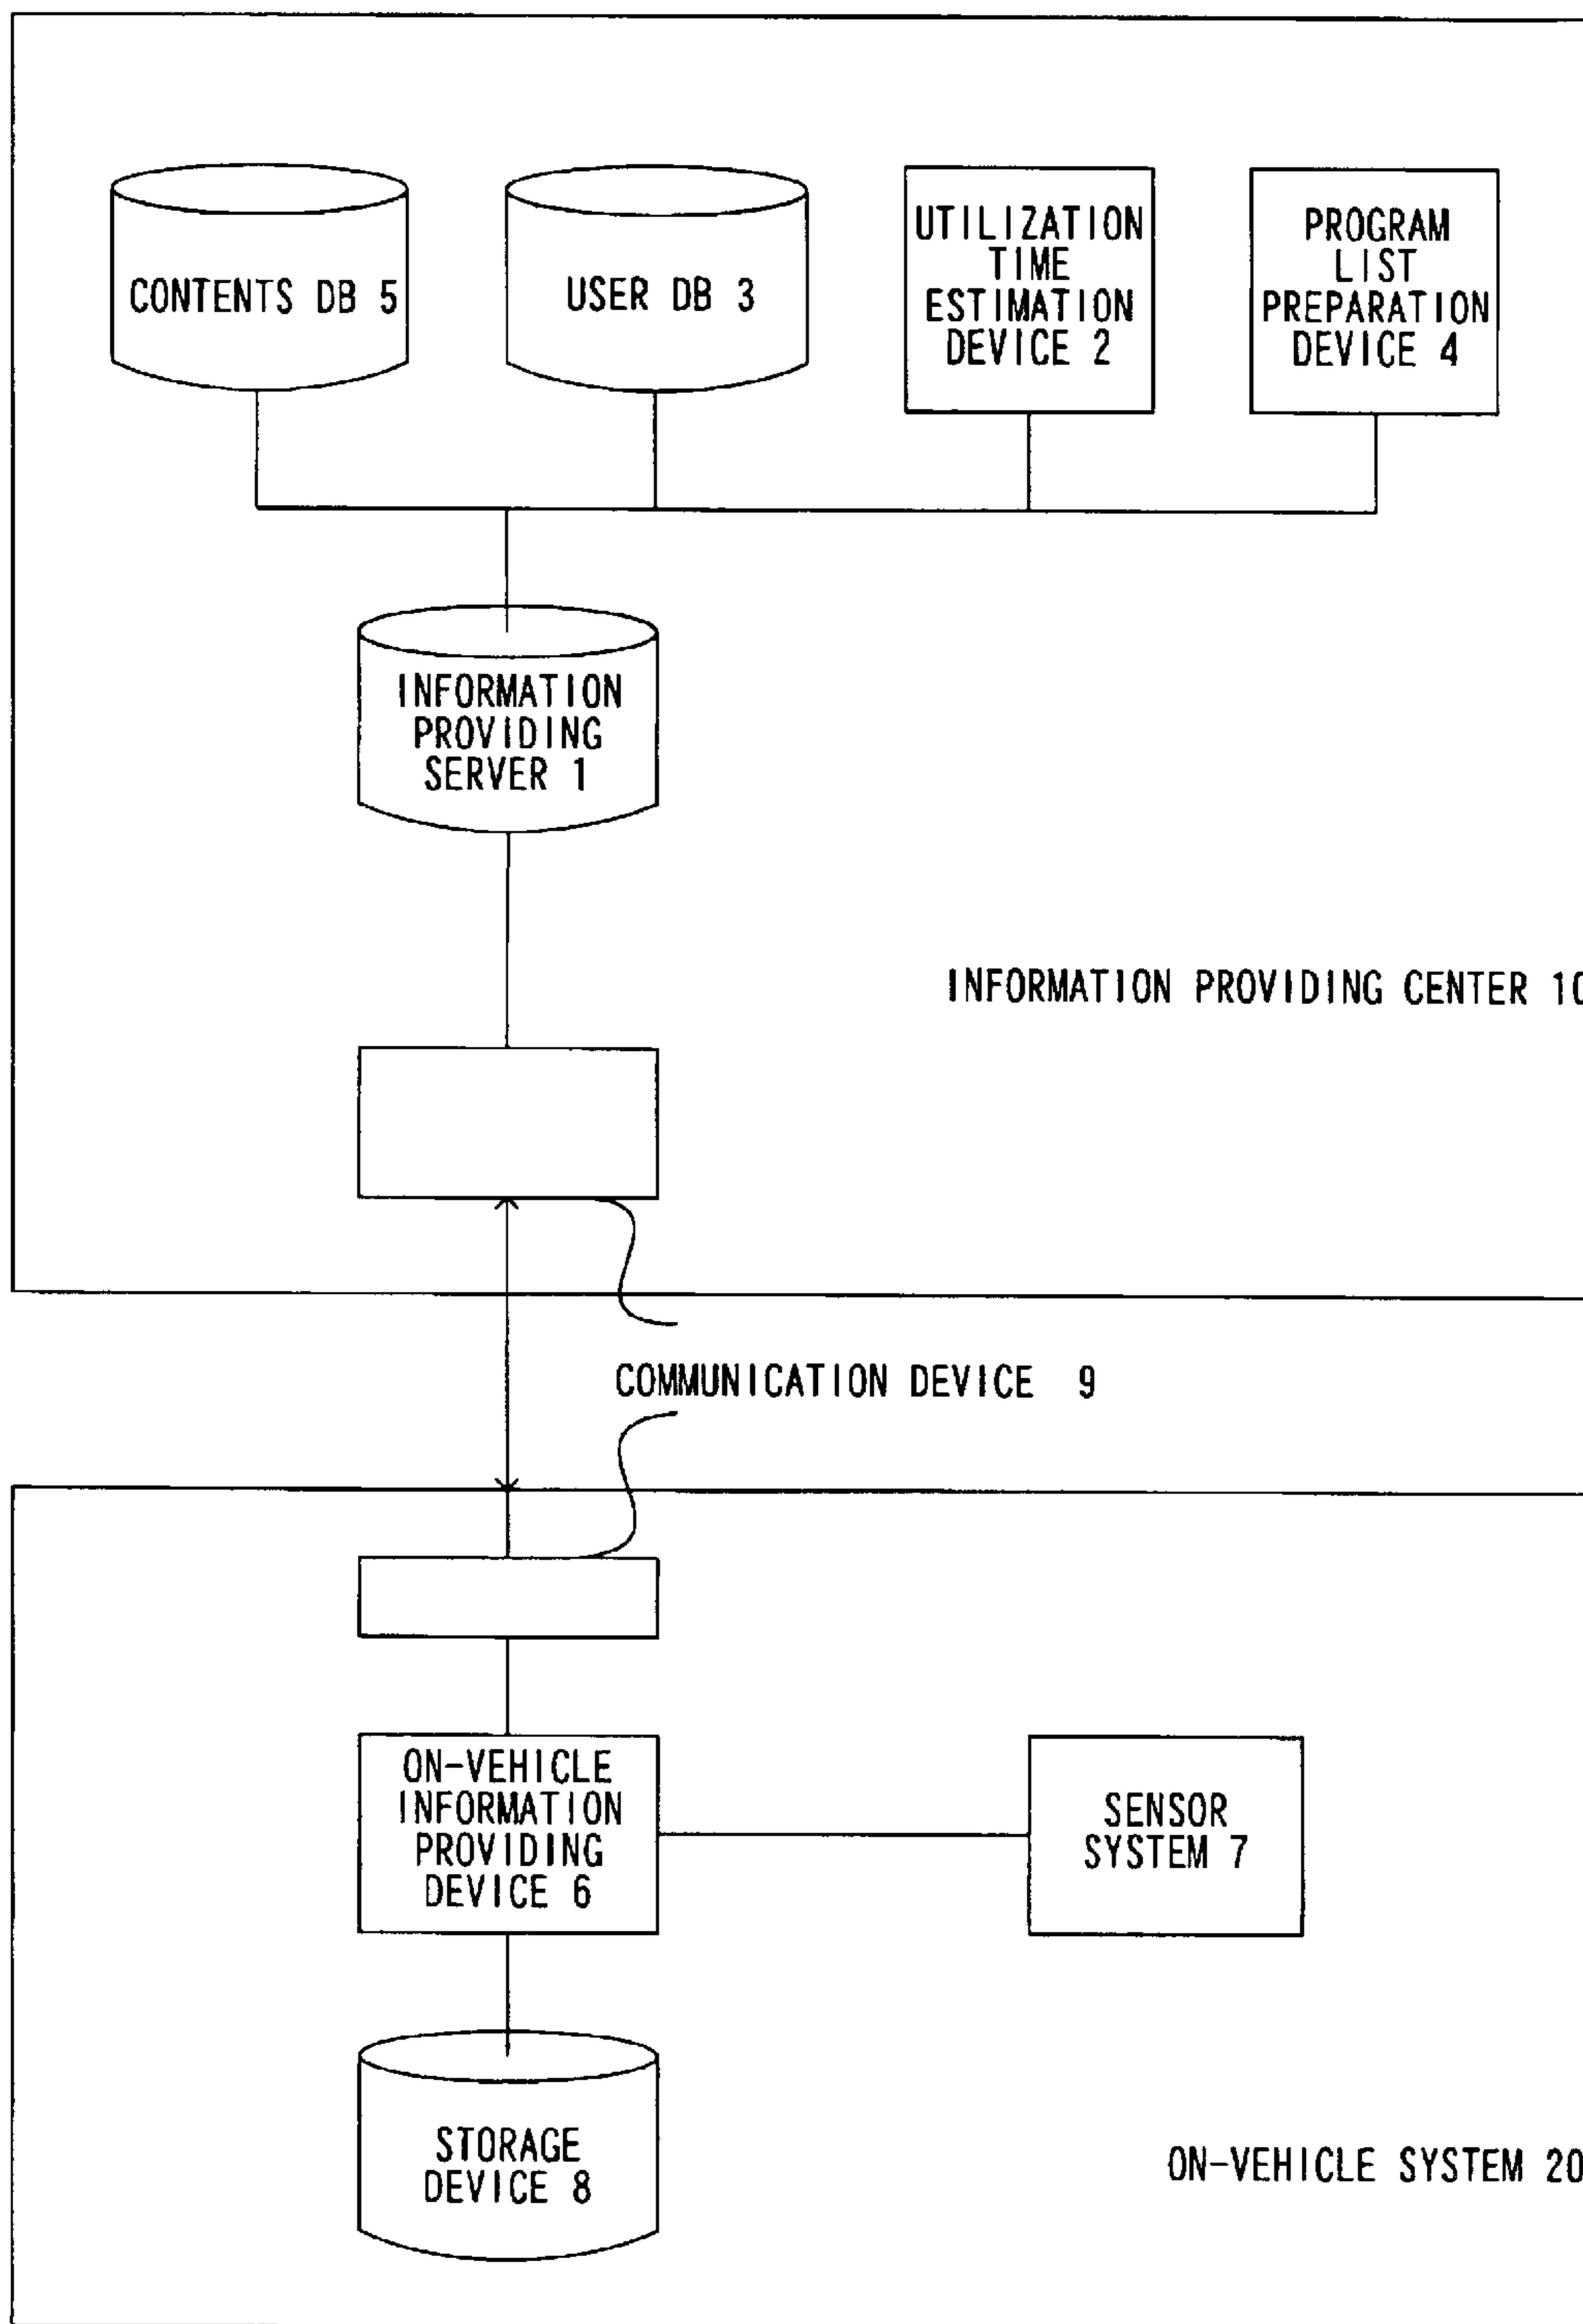 CONTENTS DB 5
USER DB 3
UTILIZATION
TIME
ESTIMATION
DEVICE 2
PROGRAM
LIST
PREPARATION
DEVICE 4
INFORMATION
PROVIDING
SERVER 1
INFORMATION PROVIDING CENTER 10
COMMUNICATION DEVICE 9
ON-VEHICLE
INFORMATION
PROVIDING
DEVICE 6
SENSOR
SYSTEM 7
STORAGE
DEVICE 8
ON-VEHICLE SYSTEM 20